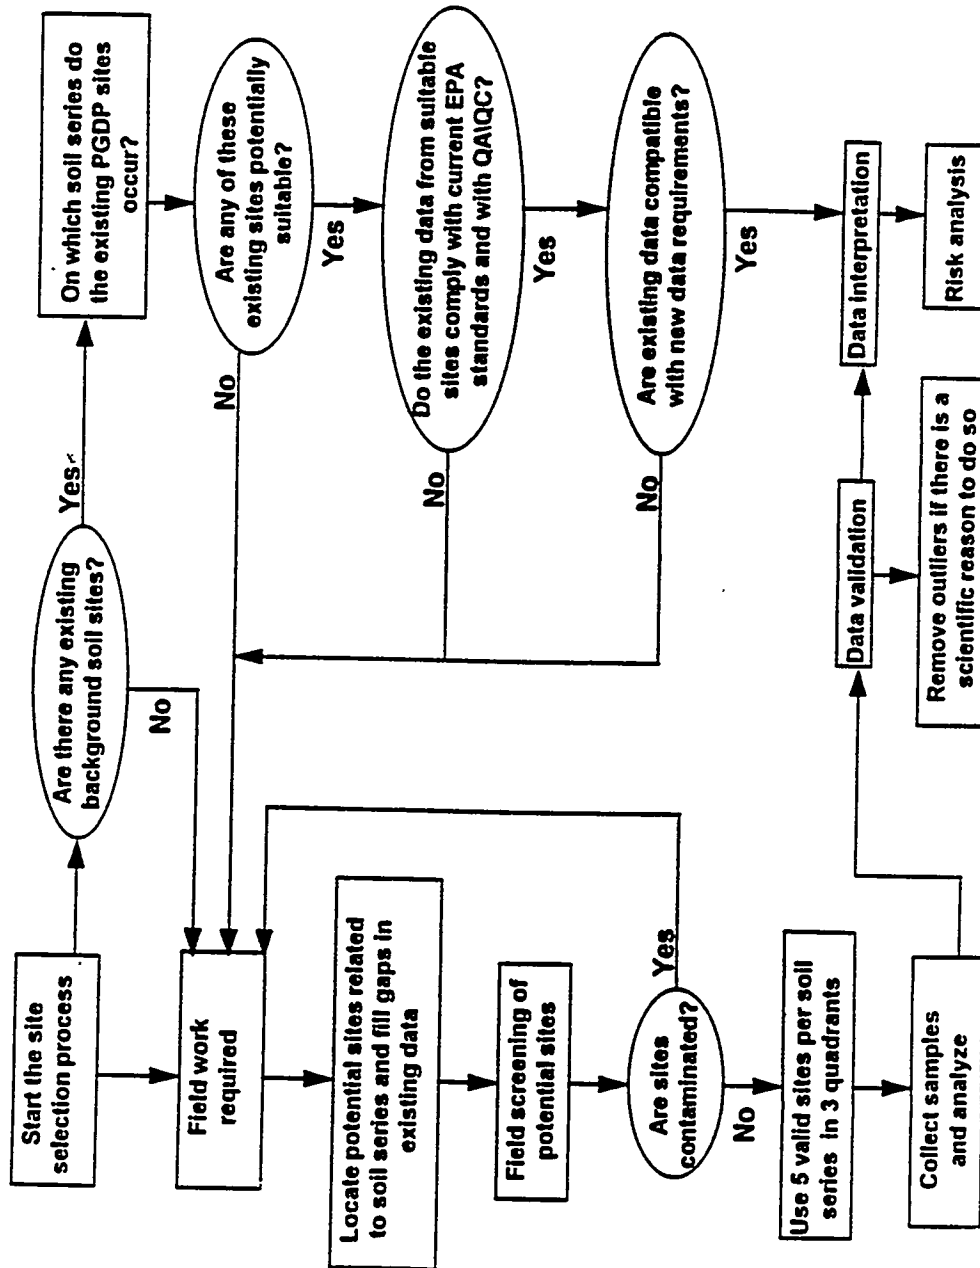 Start the site
selection process
Are there any existing
background soil sites?
Yes
On which soil series do
the existing PGDP sites
occur?
No
Are any of these
existing sites potentially
suitable?
No
Yes
Field work
required
Do the existing data from suitable
sites comply with current EPA
standards and with QA\QC?
No
Yes
Locate potential sites related
to soil series and fill gaps in
existing data
Are existing data compatible
with new data requirements?
No
Yes
Field screening of
potential sites
Are sites
contaminated?
Yes
No
Use 5 valid sites per soil
series in 3 quadrants
Collect samples
and analyze
Data validation
Data interpretation
Remove outliers if there is a
scientific reason to do so
Risk analysis